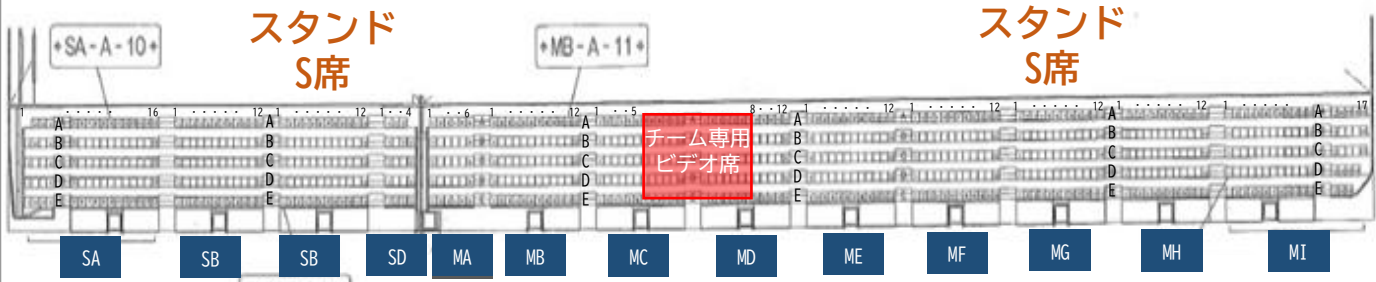 スタンド
S席
スタンド
S席
*SA-A-10*
*MB-A-11*
1 ····· 16 1 ····· 12 1 ····· 12 1··4 1 ···6 1 ····· 12 1 ··5 8··12 1 ····· 12 1 ····· 12 1 ····· 12 1 ····· 12 1 ······ 17
A A A A A A
B B B B B B
C C C C C C
D D D D D D
E E E E E E
チーム専用
ビデオ席
SA SB SB SD MA MB MC MD ME MF MG MH MI